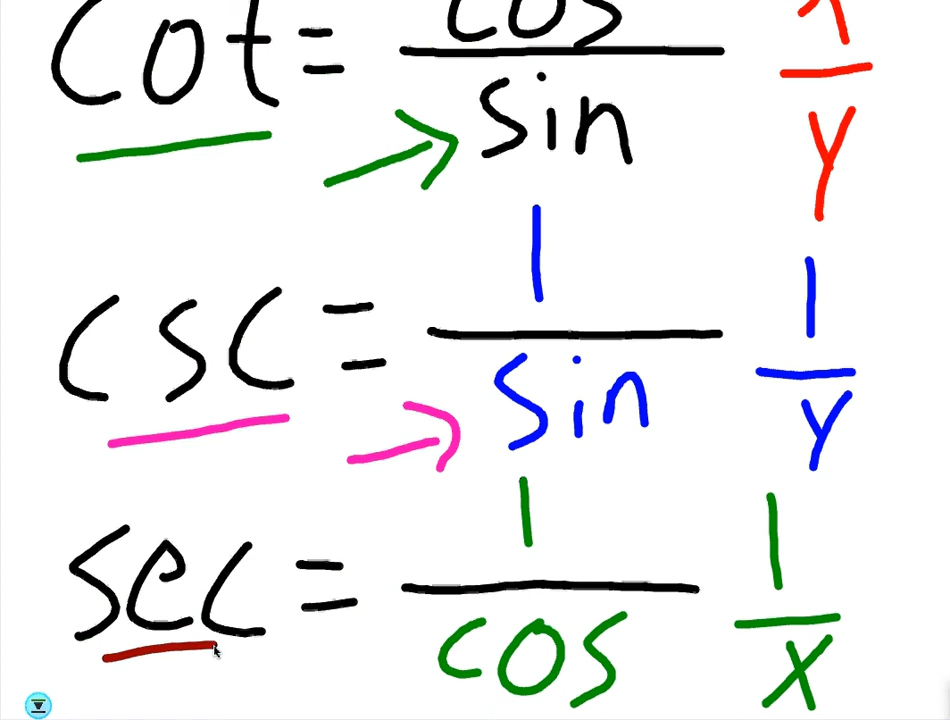 cot = cos / sin x / y
csc = 1 / sin 1 / y
sec = 1 / cos 1 / x